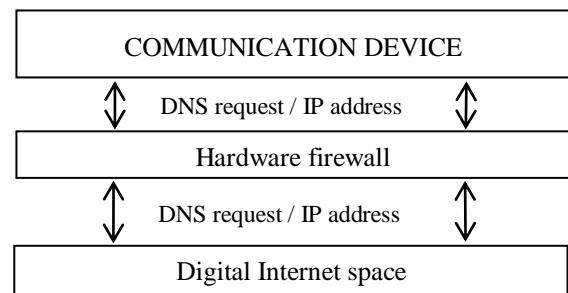 COMMUNICATION DEVICE
DNS request / IP address
Hardware firewall
DNS request / IP address
Digital Internet space